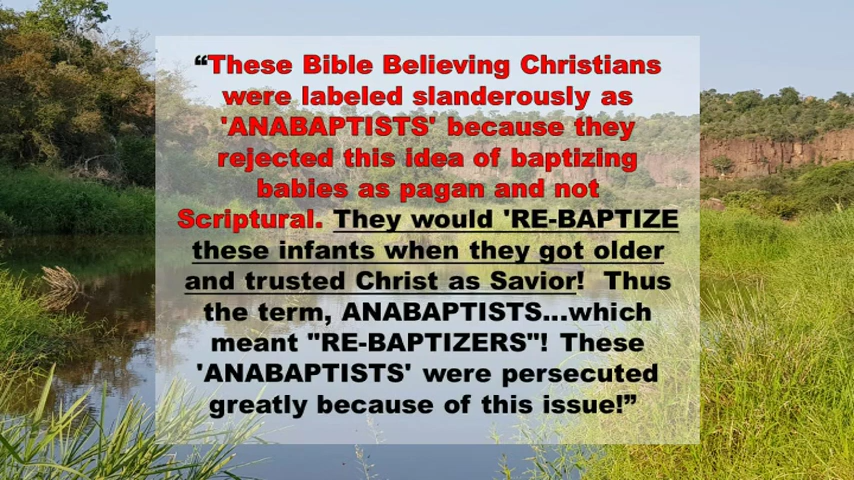 “These Bible Believing Christians
were labeled slanderously as
'ANABAPTISTS' because they
rejected this idea of baptizing
babies as pagan and not
Scriptural. They would 'RE-BAPTIZE
these infants when they got older
and trusted Christ as Savior!  Thus
the term, ANABAPTISTS...which
meant "RE-BAPTIZERS"! These
'ANABAPTISTS' were persecuted
greatly because of this issue!”